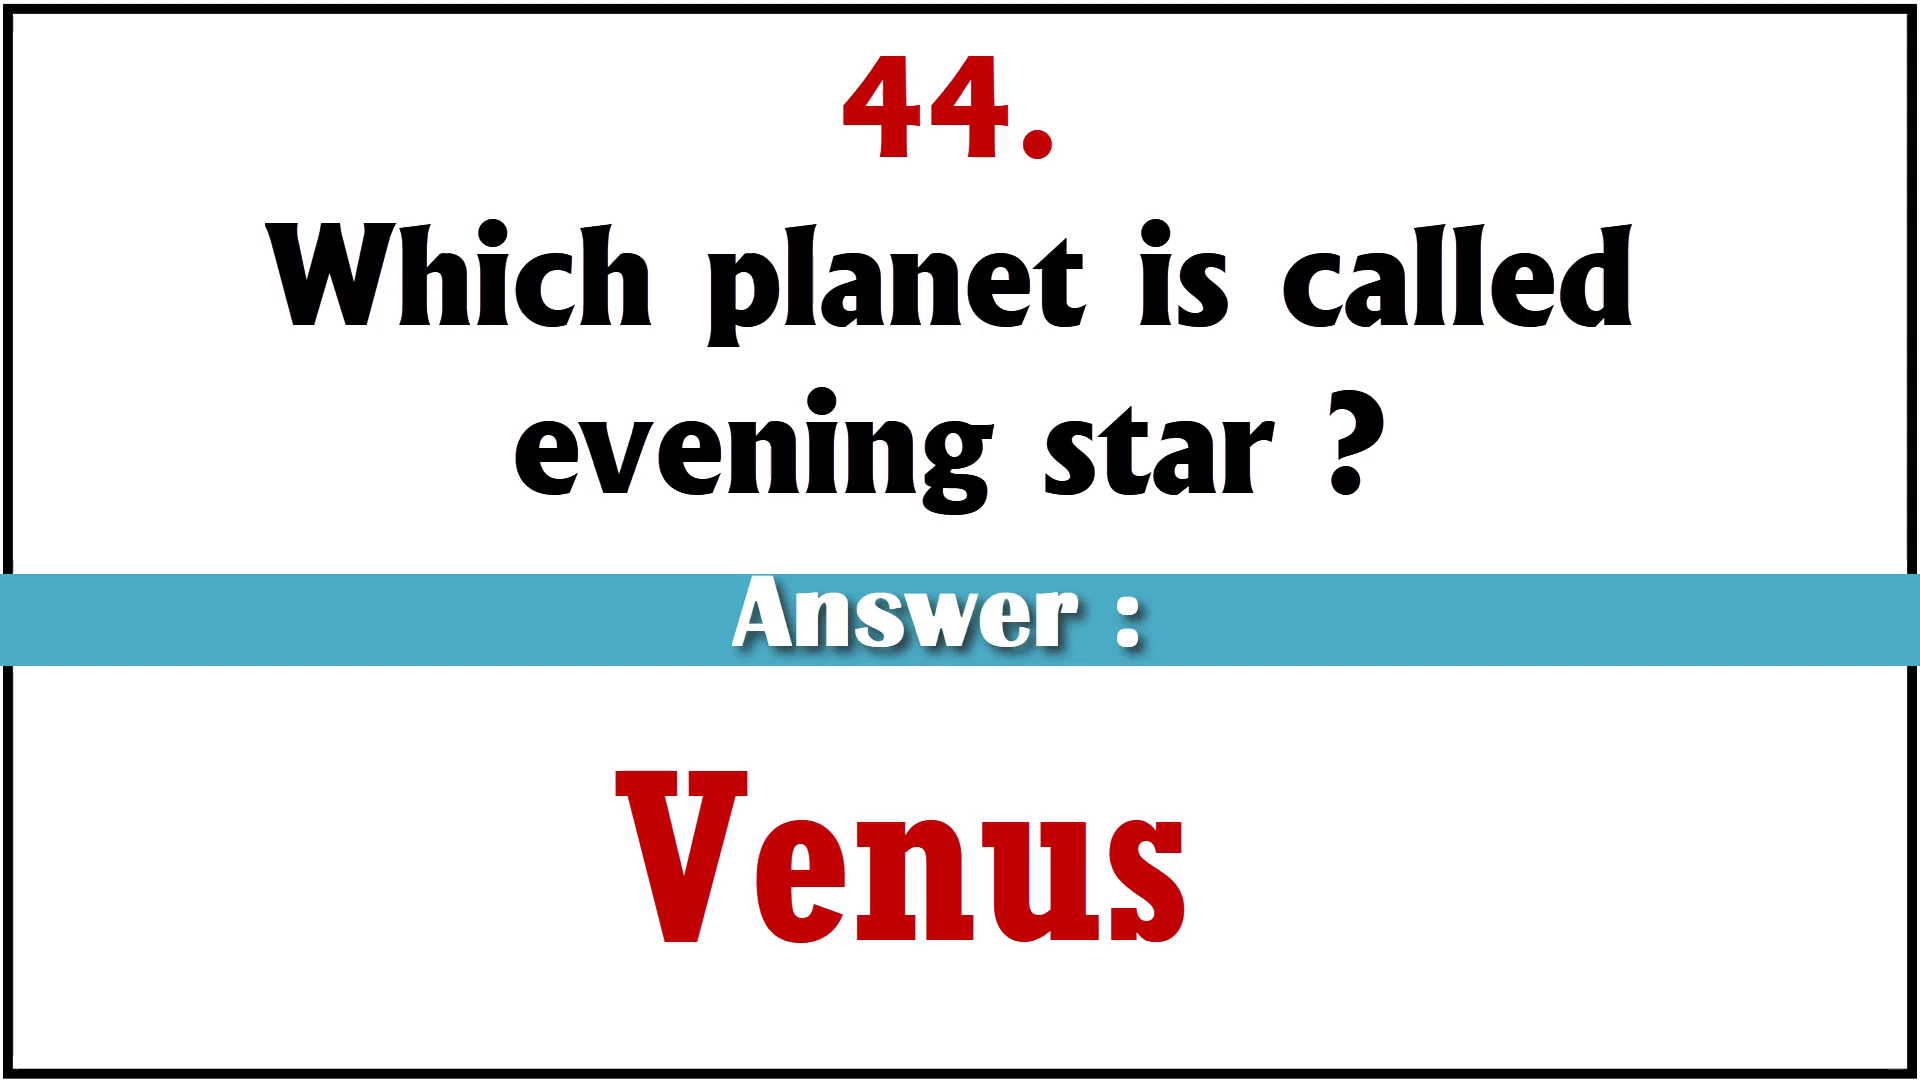 44.
Which planet is called
evening star ?
Answer :
Venus